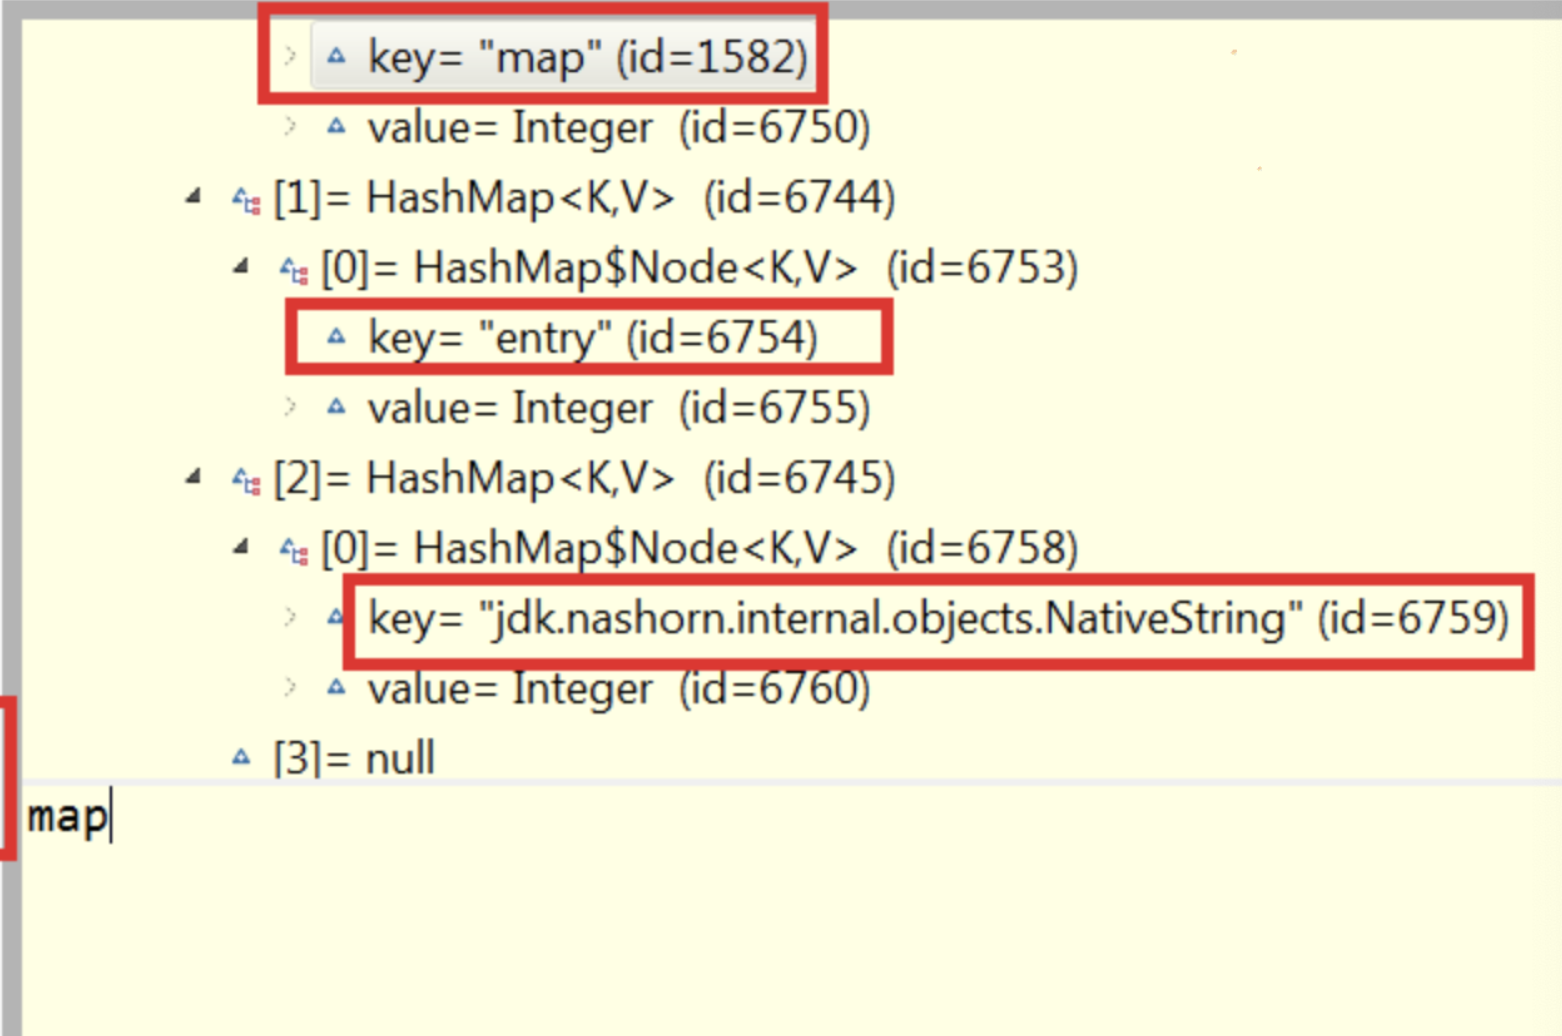 key= "map" (id=1582)
value= Integer (id=6750)
[1]= HashMap<K,V> (id=6744)
[0]= HashMap$Node<K,V> (id=6753)
key= "entry" (id=6754)
value= Integer (id=6755)
[2]= HashMap<K,V> (id=6745)
[0]= HashMap$Node<K,V> (id=6758)
key= "jdk.nashorn.internal.objects.NativeString" (id=6759)
value= Integer (id=6760)
[3]= null
map